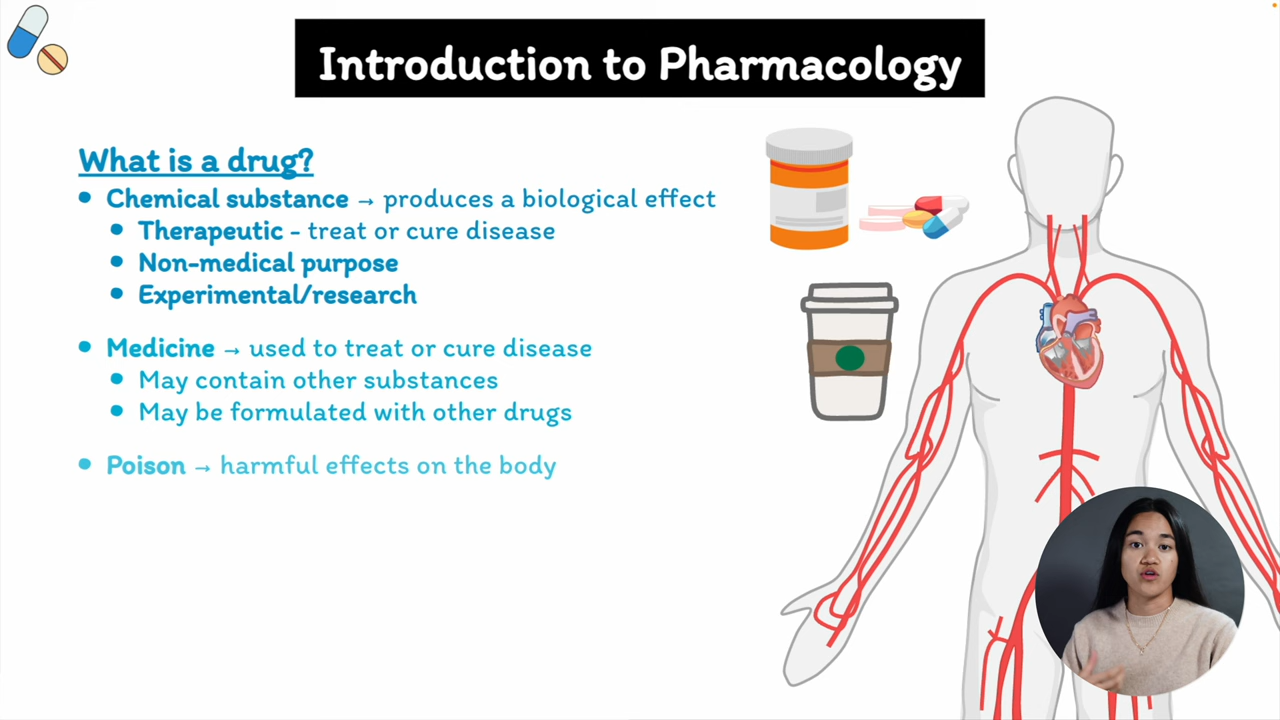 Introduction to Pharmacology
What is a drug?
• Chemical substance → produces a biological effect
• Therapeutic - treat or cure disease
• Non-medical purpose
• Experimental/research
• Medicine → used to treat or cure disease
• May contain other substances
• May be formulated with other drugs
• Poison → harmful effects on the body